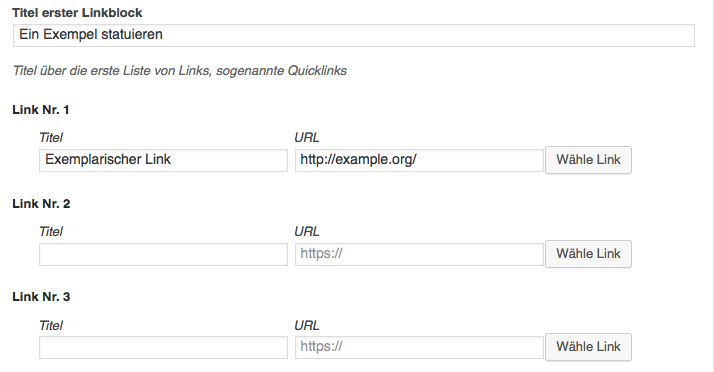 Titel erster Linkblock
Ein Exempel statuieren
Titel über die erste Liste von Links, sogenannte Quicklinks
Link Nr. 1
Titel URL
Exemplarischer Link http://example.org/ Wähle Link
Link Nr. 2
Titel URL
https:// Wähle Link
Link Nr. 3
Titel URL
https:// Wähle Link